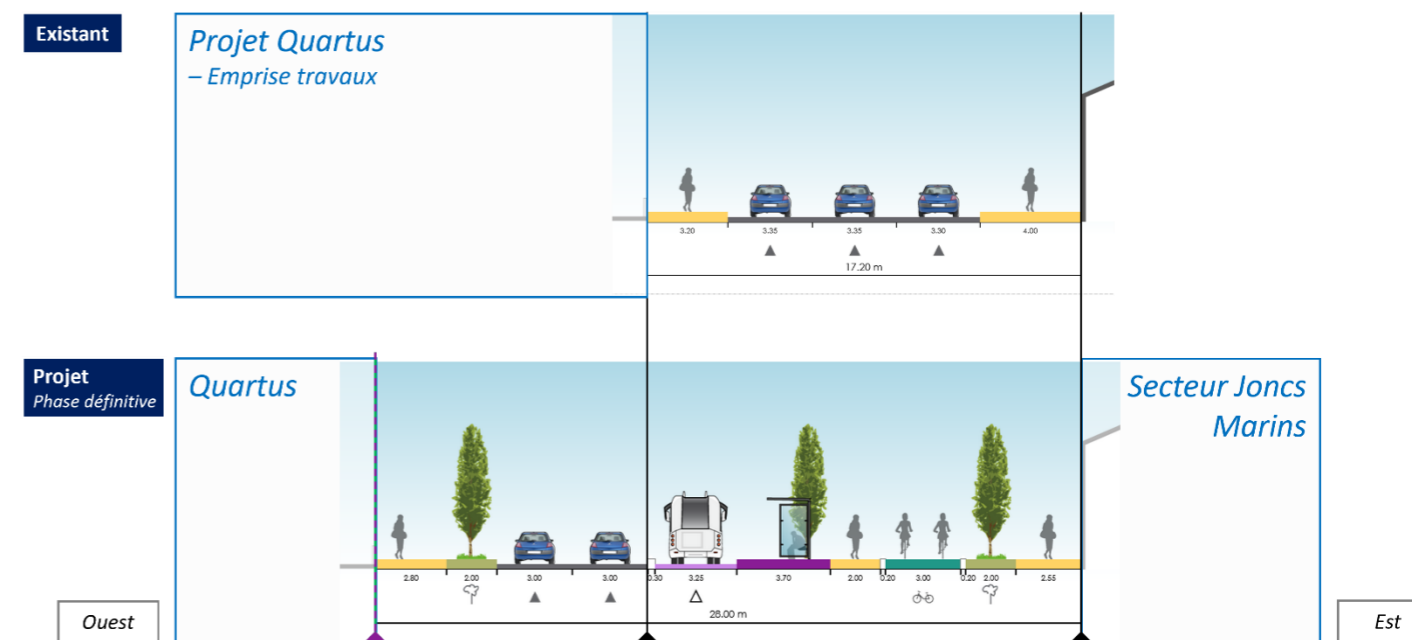 Existant
Projet Quartus
– Emprise travaux
3.20 3.35 3.35 3.30 4.00
17.20 m
Projet
Phase définitive
Quartus
Secteur Joncs
Marins
2.80 2.00 3.00 3.00 0.30 3.25 3.70 2.00 0.20 3.00 0.20 2.00 2.55
28.00 m
Ouest
Est